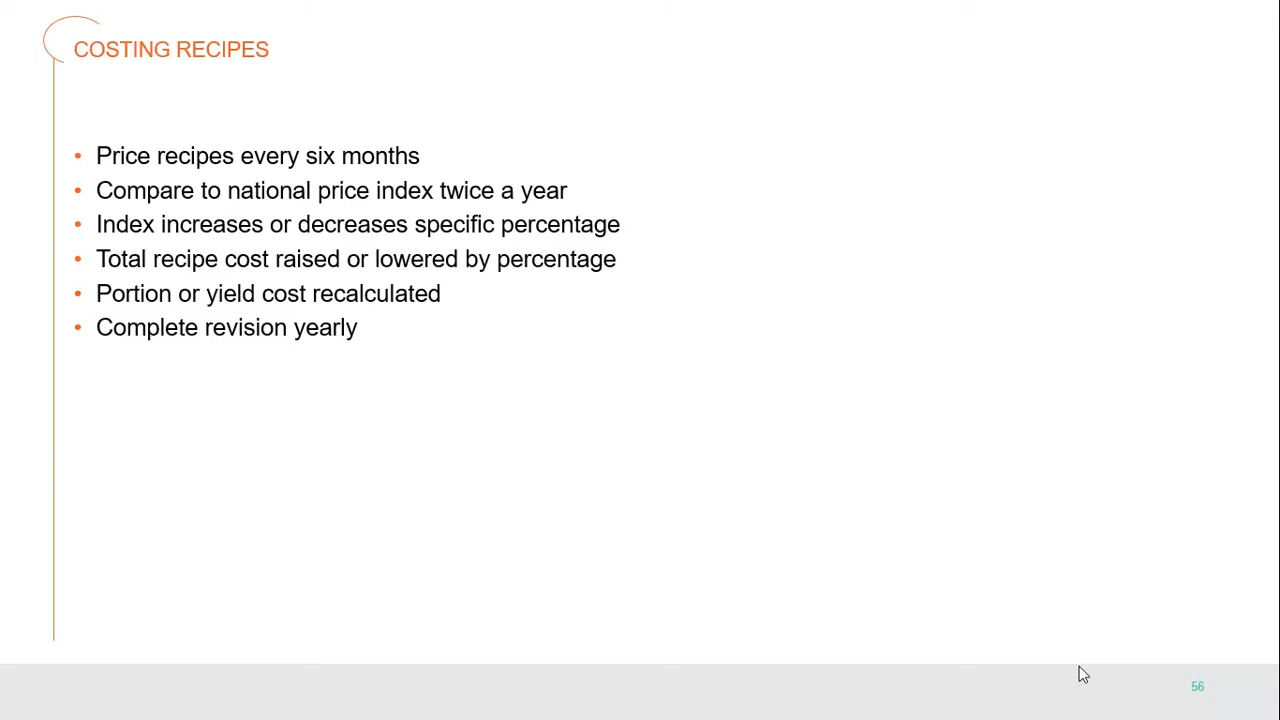 COSTING RECIPES
• Price recipes every six months
• Compare to national price index twice a year
• Index increases or decreases specific percentage
• Total recipe cost raised or lowered by percentage
• Portion or yield cost recalculated
• Complete revision yearly
56